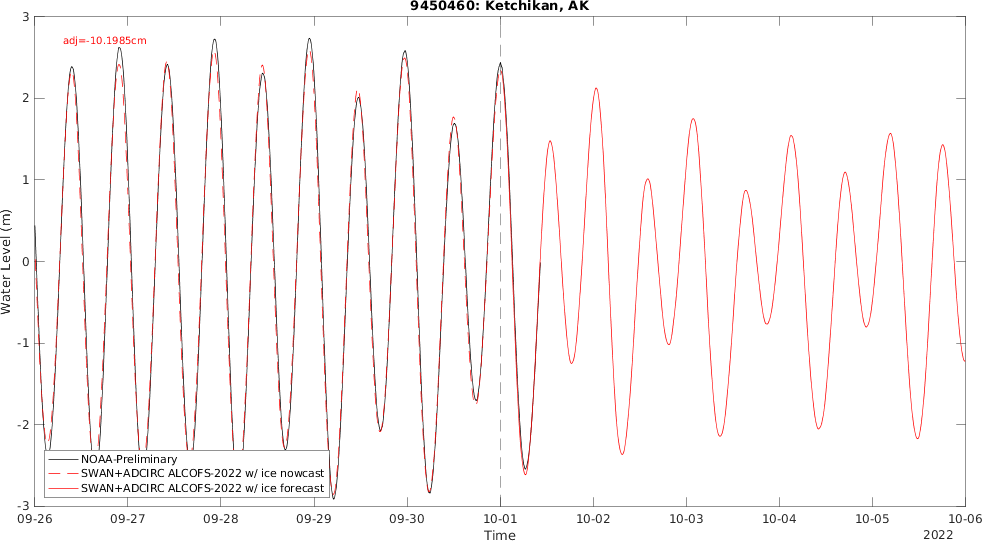 9450460: Ketchikan, AK
adj=-10.1985cm
3
2
1
0
-1
-2
-3
Water Level (m)
NOAA-Preliminary
SWAN+ADCIRC ALCOFS-2022 w/ ice nowcast
SWAN+ADCIRC ALCOFS-2022 w/ ice forecast
09-26 09-27 09-28 09-29 09-30 10-01 10-02 10-03 10-04 10-05 10-06
Time
2022